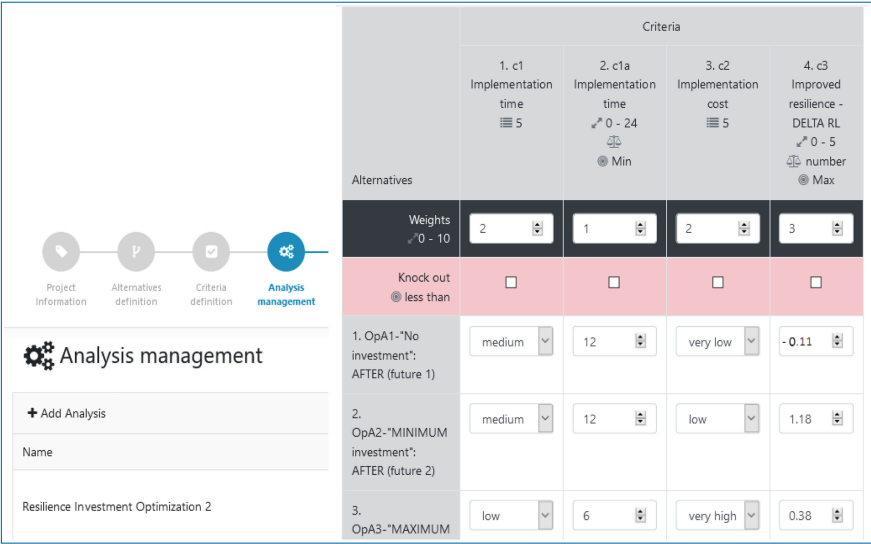 Project
Information
Alternatives
definition
Criteria
definition
Analysis
management
Analysis management
Add Analysis
Name
Resilience Investment Optimization 2
Criteria
Alternatives
1. c1
Implementation
time
5
2. c1a
Implementation
time
0 - 24
Min
3. c2
Implementation
cost
5
4. c3
Improved
resilience -
DELTA RL
0 - 5
number
Max
Weights
0 - 10
2
1
2
3
Knock out
less than
1. OpA1-"No
investment":
AFTER (future 1)
medium
12
very low
- 0.11
2.
OpA2-"MINIMUM
investment":
AFTER (future 2)
medium
12
low
1.18
3.
OpA3-"MAXIMUM
low
6
very high
0.38